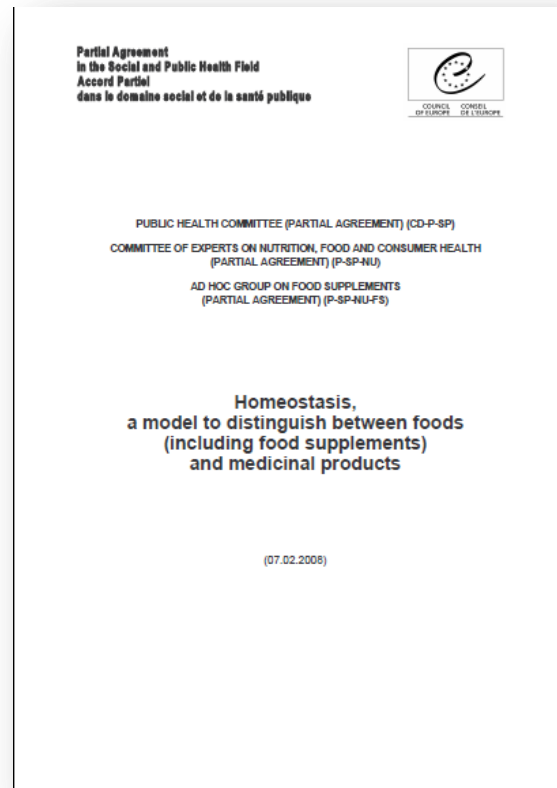 Partial Agreement
in the Social and Public Health Field
Accord Partiel
dans le domaine social et de la santé publique
COUNCIL CONSEIL
OF EUROPE DE L'EUROPE
PUBLIC HEALTH COMMITTEE (PARTIAL AGREEMENT) (CD-P-SP)
COMMITTEE OF EXPERTS ON NUTRITION, FOOD AND CONSUMER HEALTH
(PARTIAL AGREEMENT) (P-SP-NU)
AD HOC GROUP ON FOOD SUPPLEMENTS
(PARTIAL AGREEMENT) (P-SP-NU-FS)
Homeostasis,
a model to distinguish between foods
(including food supplements)
and medicinal products
(07.02.2008)